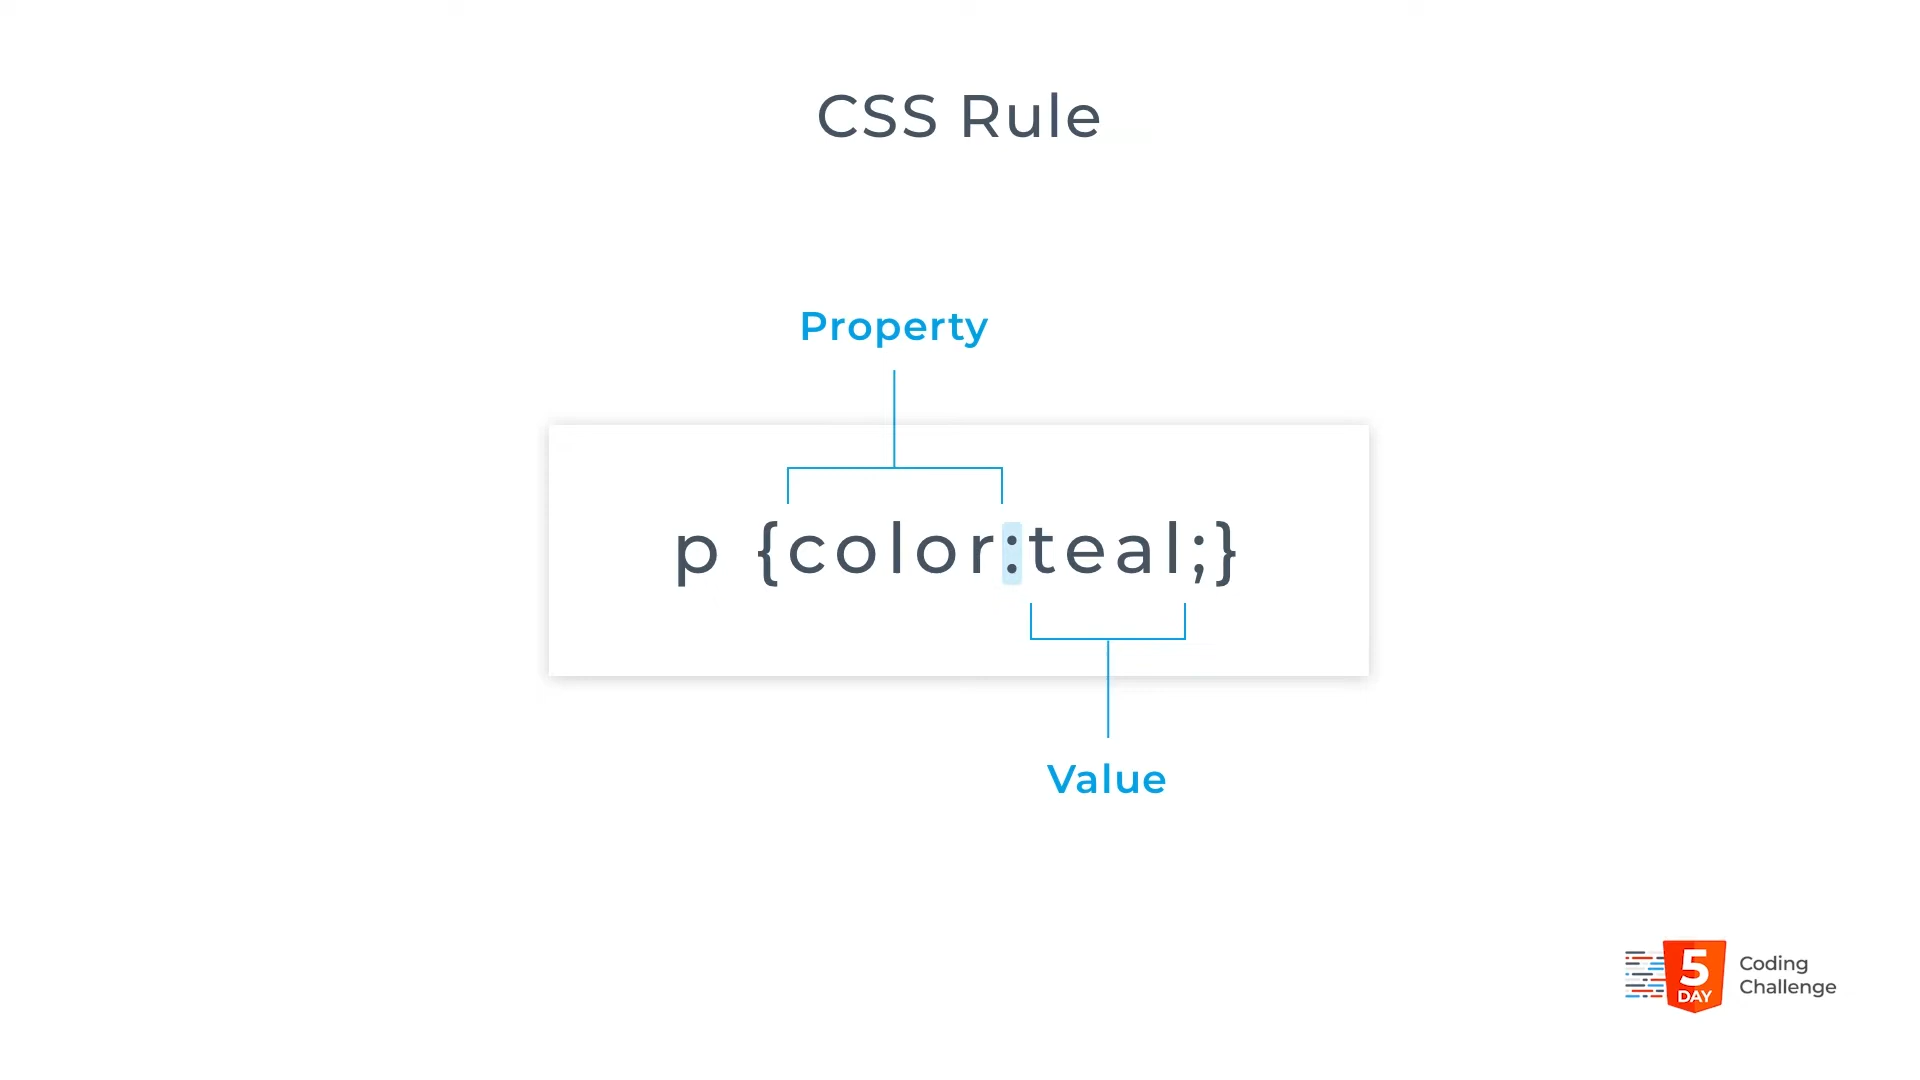 CSS Rule
Property
p {color:teal;}
Value
5
DAY
Coding
Challenge